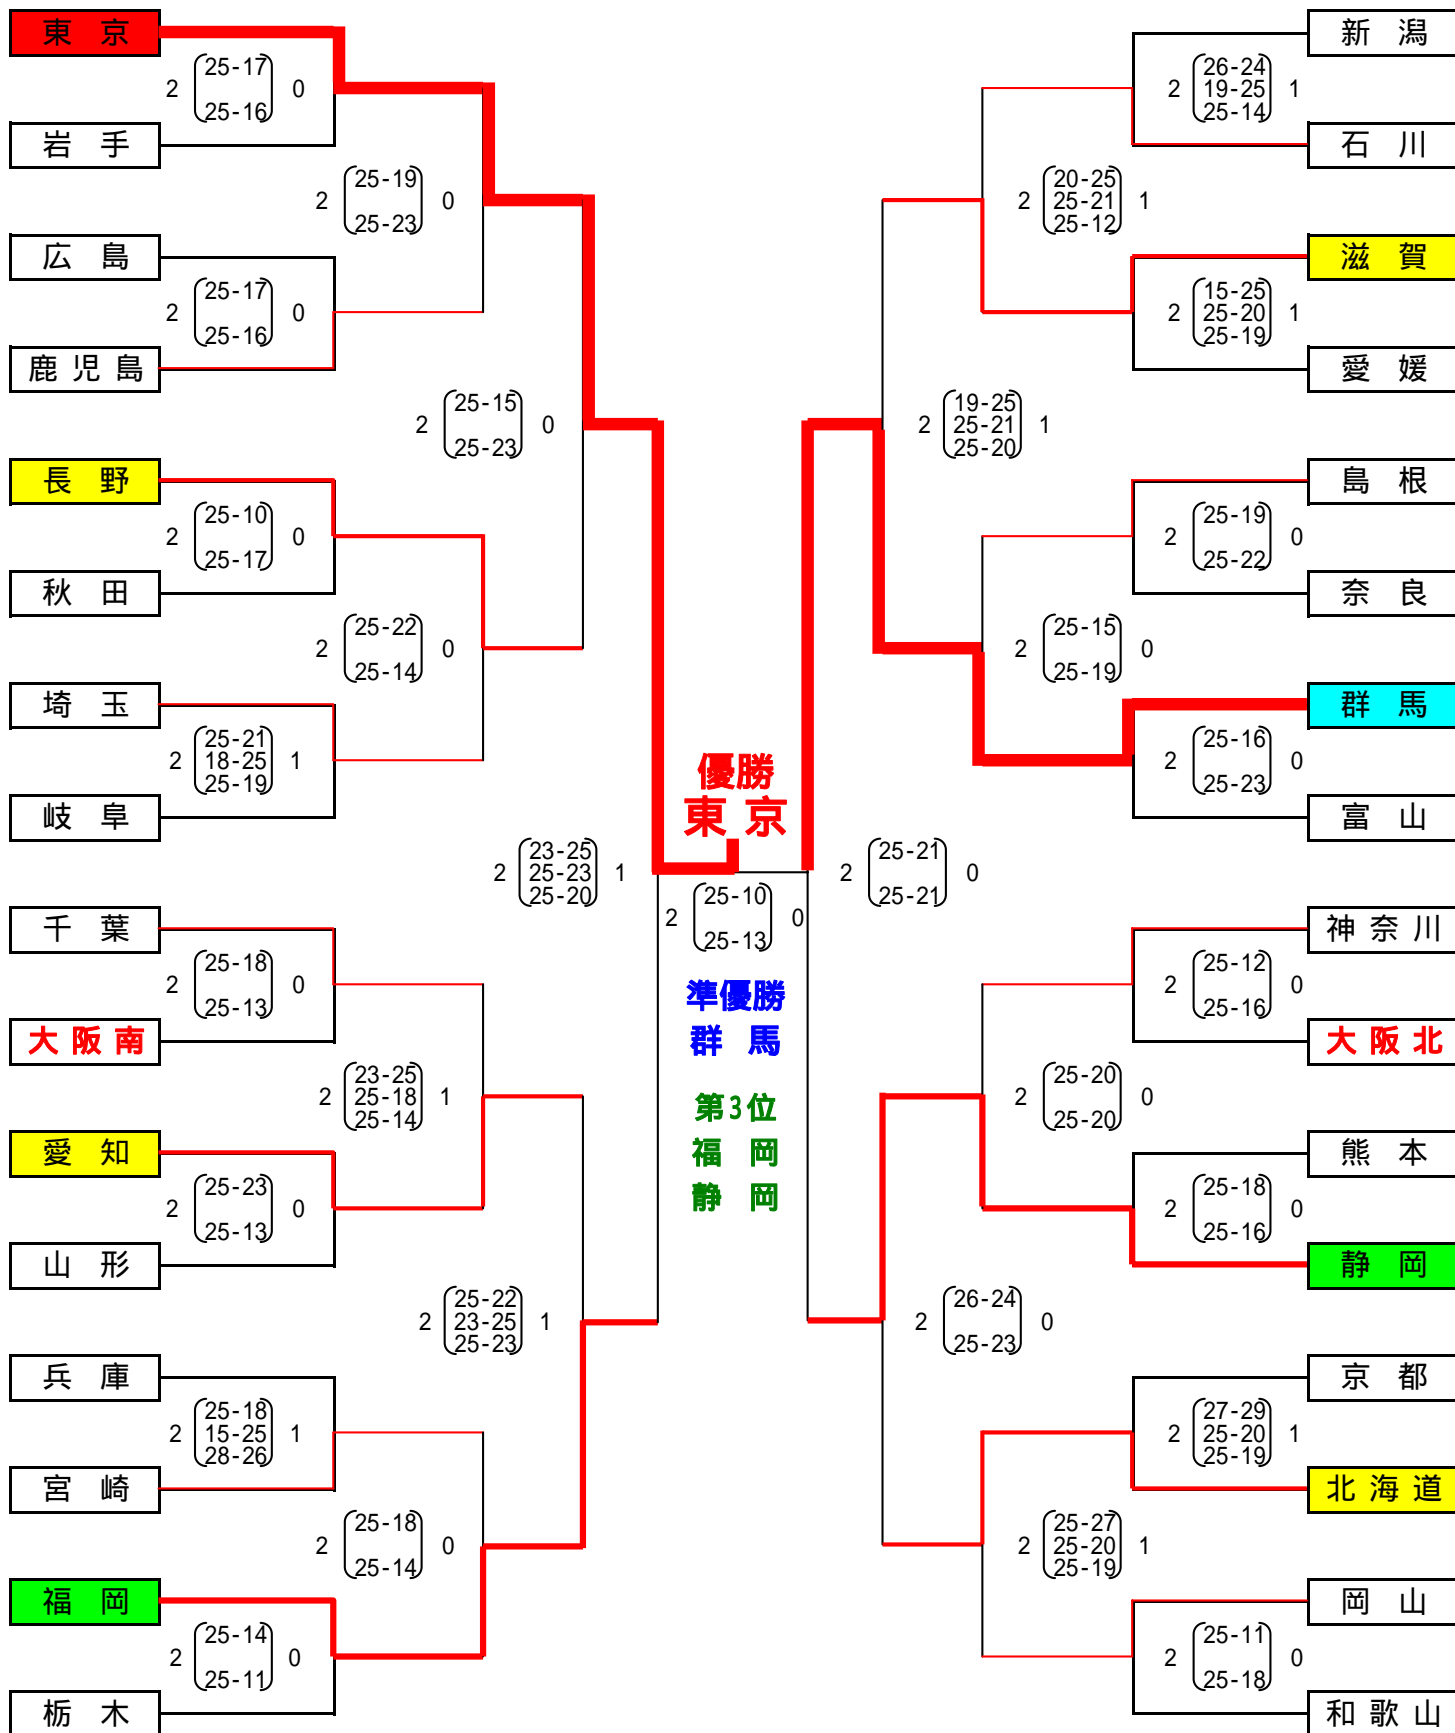 東 京
2 25-17 0
25-16
岩 手
2 25-19 0
25-23
広 島
2 25-17 0
25-16
鹿 児 島
2 25-15 0
25-23
長 野
2 25-10 0
25-17
秋 田
2 25-22 0
25-14
埼 玉
2 25-21 1
18-25
25-19
岐 阜
2 23-25 1
25-23
25-20
千 葉
2 25-18 0
25-13
大 阪 南
2 23-25 1
25-18
25-14
愛 知
2 25-23 0
25-13
山 形
2 25-22 1
23-25
25-23
兵 庫
2 25-18 1
15-25
28-26
宮 崎
2 25-18 0
25-14
福 岡
2 25-14 0
25-11
栃 木
優勝
東 京
2 25-10 0
25-13
準優勝
群 馬
第3位
福 岡
静 岡
新 潟
2 26-24 1
19-25
25-14
石 川
2 20-25 1
25-21
25-12
滋 賀
2 15-25 1
25-20
25-19
愛 媛
2 19-25 1
25-21
25-20
島 根
2 25-19 0
25-22
奈 良
2 25-15 0
25-19
群 馬
2 25-16 0
25-23
富 山
2 25-21 0
25-21
神 奈 川
2 25-12 0
25-16
大 阪 北
2 25-20 0
25-20
熊 本
2 25-18 0
25-16
静 岡
2 26-24 0
25-23
京 都
2 27-29 1
25-20
25-19
北 海 道
2 25-27 1
25-20
25-19
岡 山
2 25-11 0
25-18
和 歌 山